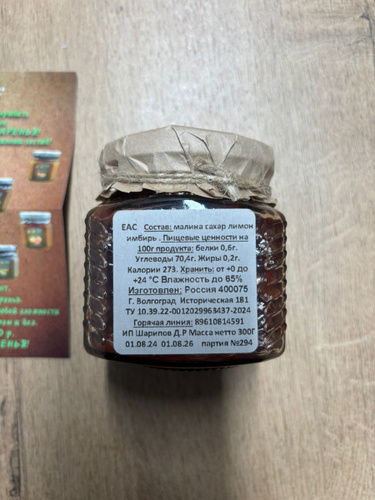 ЕАС Состав: малина сахар лимон
имбирь . Пищевые ценности на
100г продукта: белки 0,6г.
Углеводы 70,4г. Жиры 0,2г.
Калории 273. Хранить: от +0 до
+24 °С Влажность до 65%
Изготовлен: Россия 400075
Г. Волгоград Историческая 181
ТУ 10.39.22-0012029963437-2024
Горячая линия: 89610814591
ИП Шарипов Д.Р Масса нетто 300Г
01.08.24 01.08.26 партия №294